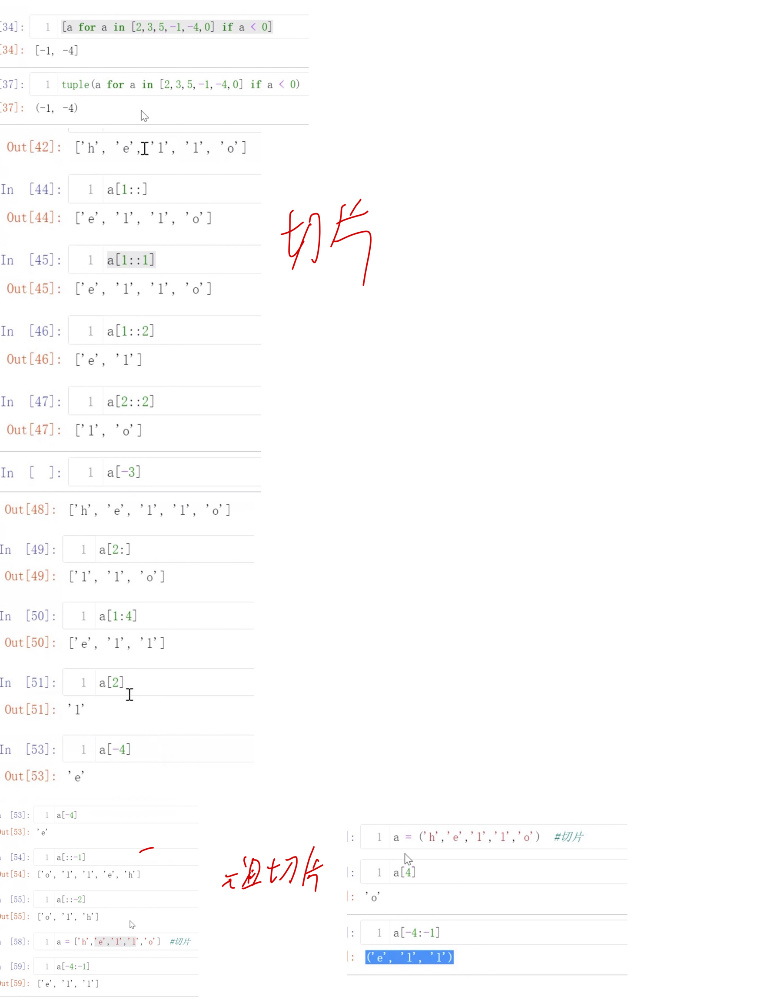 [34]: 1 [a for a in [2,3,5,-1,-4,0] if a < 0]
[34]: [-1, -4]
[37]: 1 tuple(a for a in [2,3,5,-1,-4,0] if a < 0)
[37]: (-1, -4)
Out[42]: ['h', 'e', 'l', 'l', 'o']
In [44]: 1 a[1::]
Out[44]: ['e', 'l', 'l', 'o']
切片
In [45]: 1 a[1::1]
Out[45]: ['e', 'l', 'l', 'o']
In [46]: 1 a[1::2]
Out[46]: ['e', 'l']
In [47]: 1 a[2::2]
Out[47]: ['l', 'o']
In [ ]: 1 a[-3]
Out[48]: ['h', 'e', 'l', 'l', 'o']
In [49]: 1 a[2:]
Out[49]: ['l', 'l', 'o']
In [50]: 1 a[1:4]
Out[50]: ['e', 'l', 'l']
In [51]: 1 a[2]
Out[51]: 'l'
In [53]: 1 a[-4]
Out[53]: 'e'
[53]: 1 a[-4]
Out[53]: 'e'
[54]: 1 a[::-1]
Out[54]: ['o', 'l', 'l', 'e', 'h']
[55]: 1 a[::-2]
Out[55]: ['o', 'l', 'h']
[58]: 1 a = ['h','e','l','l','o'] #切片
[59]: 1 a[-4:-1]
Out[59]: ['e', 'l', 'l']
切片
]: 1 a = ('h','e','l','l','o') #切片
]: 1 a[4]
]: 'o'
]: 1 a[-4:-1]
]: ('e', 'l', 'l')